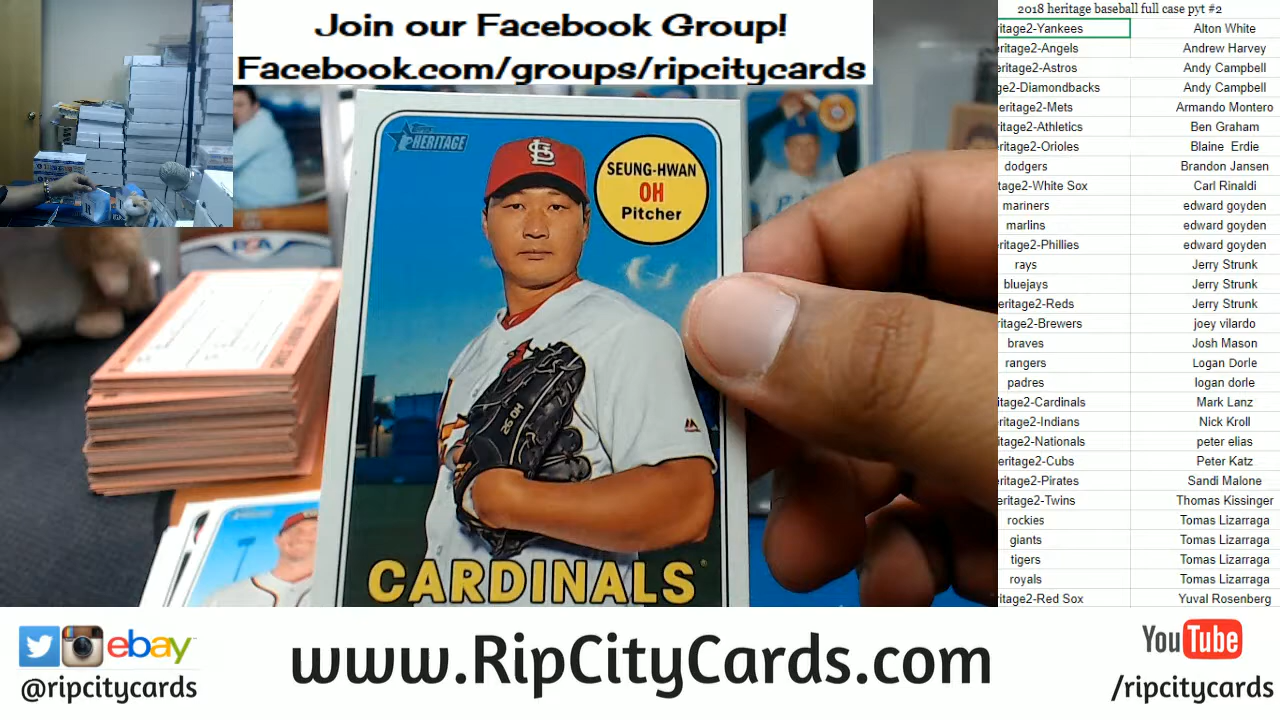 Join our Facebook Group!
Facebook.com/groups/ripcitycards
Topps
HERITAGE
SEUNG-HWAN
OH
Pitcher
26 OH
CARDINALS
2018 heritage baseball full case pyt #2
ritage2-Yankees Alton White
eritage2-Angels Andrew Harvey
eritage2-Astros Andy Campbell
ge2-Diamondbacks Andy Campbell
eritage2-Mets Armando Montero
eritage2-Athletics Ben Graham
eritage2-Orioles Blaine Erdie
dodgers Brandon Jansen
tage2-White Sox Carl Rinaldi
mariners edward goyden
marlins edward goyden
eritage2-Phillies edward goyden
rays Jerry Strunk
bluejays Jerry Strunk
eritage2-Reds Jerry Strunk
eritage2-Brewers joey vilardo
braves Josh Mason
rangers Logan Dorle
padres logan dorle
itage2-Cardinals Mark Lanz
eritage2-Indians Nick Kroll
itage2-Nationals peter elias
eritage2-Cubs Peter Katz
eritage2-Pirates Sandi Malone
eritage2-Twins Thomas Kissinger
rockies Tomas Lizarraga
giants Tomas Lizarraga
tigers Tomas Lizarraga
royals Tomas Lizarraga
itage2-Red Sox Yuval Rosenberg
ebay
@ripcitycards
www.RipCityCards.com
YouTube
/ripcitycards